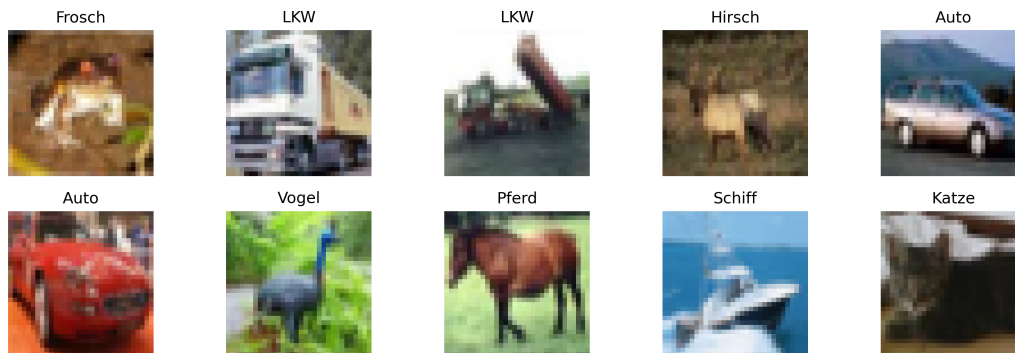 Frosch LKW LKW Hirsch Auto
Auto Vogel Pferd Schiff Katze